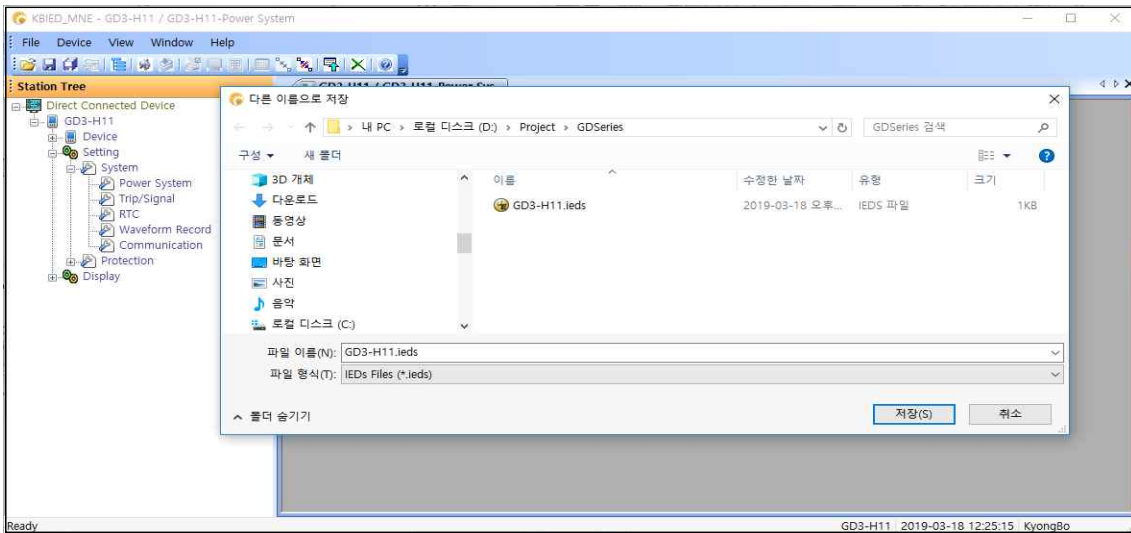 KBIED_MNE - GD3-H11 / GD3-H11-Power System
File Device View Window Help
Station Tree
Direct Connected Device
GD3-H11
Device
Setting
System
Power System
Trip/Signal
RTC
Waveform Record
Communication
Protection
Display
다른 이름으로 저장
내 PC > 로컬 디스크 (D:) > Project > GDSeries
GDSeries 검색
구성 새 폴더
3D 개체
다운로드
동영상
문서
바탕 화면
사진
음악
로컬 디스크 (C:)
이름 수정한 날짜 유형 크기
GD3-H11.ieds 2019-03-18 오후... IEDS 파일 1KB
파일 이름(N): GD3-H11.ieds
파일 형식(T): IEDs Files (*.ieds)
폴더 숨기기 저장(S) 취소
Ready GD3-H11 2019-03-18 12:25:15 KyongBo